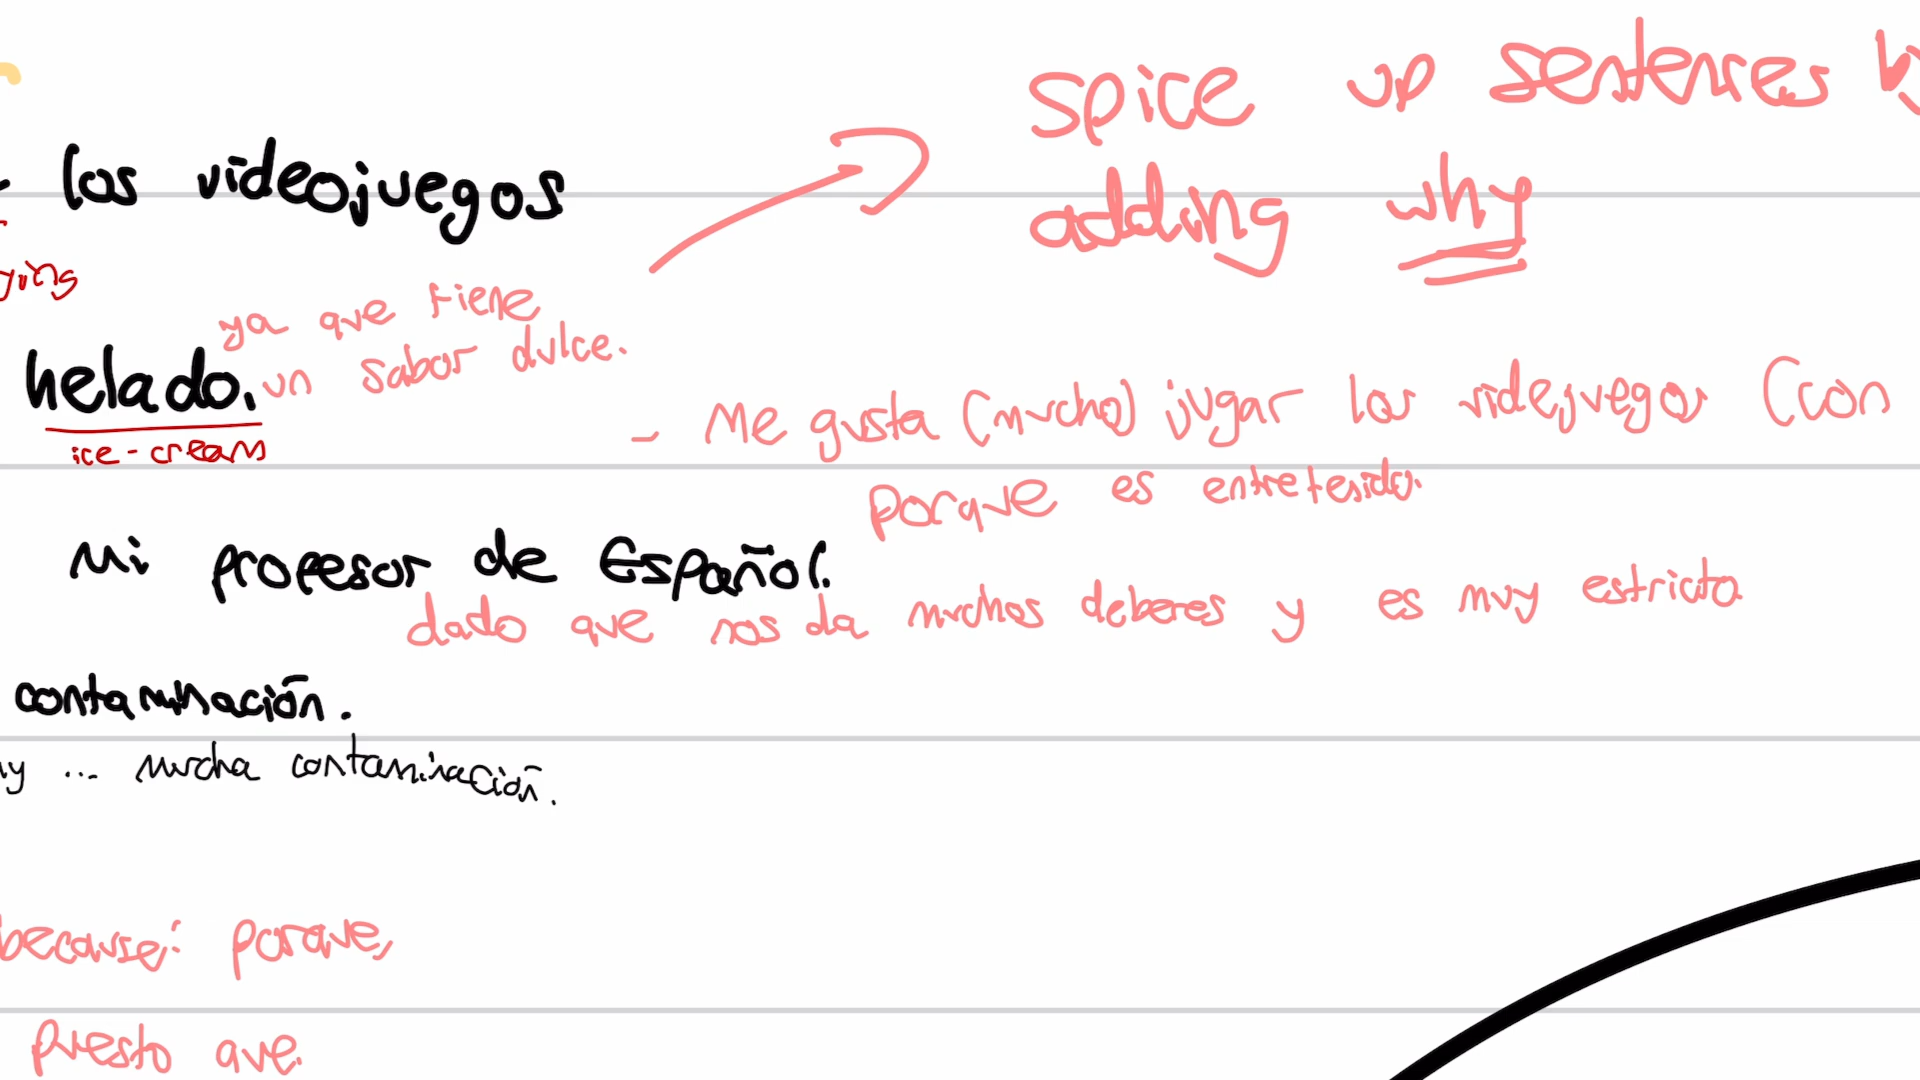 spice up sentences by
adding why
los videojuegos
ya que tiene
un sabor dulce.
helado.
ice-cream
- Me gusta (mucho) jugar los videojuegos (con
porque es entretenido.
Mi profesor de Español.
dado que nos da muchos deberes y es muy estricto
contaminación.
... mucha contaminación.
because: porque,
puesto que.